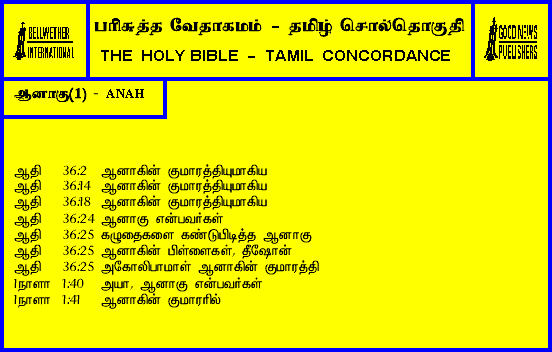 BELLWETHER
INTERNATIONAL
பரிசுத்த வேதாகமம் - தமிழ் சொல்தொகுதி
THE HOLY BIBLE - TAMIL CONCORDANCE
GOOD NEWS
PUBLISHERS
ஆனாகு(1) - ANAH
ஆதி 36:2 ஆனாகின் குமாரத்தியுமாகிய
ஆதி 36:14 ஆனாகின் குமாரத்தியுமாகிய
ஆதி 36:18 ஆனாகின் குமாரத்தியுமாகிய
ஆதி 36:24 ஆனாகு என்பவர்கள்
ஆதி 36:25 கழுதைகளை கண்டுபிடித்த ஆனாகு
ஆதி 36:25 ஆனாகின் பிள்ளைகள், தீஷோன்
ஆதி 36:25 அகோலிபாமாள் ஆனாகின் குமாரத்தி
1நாளா 1:40 அயா, ஆனாகு என்பவர்கள்
1நாளா 1:41 ஆனாகின் குமாரரில்